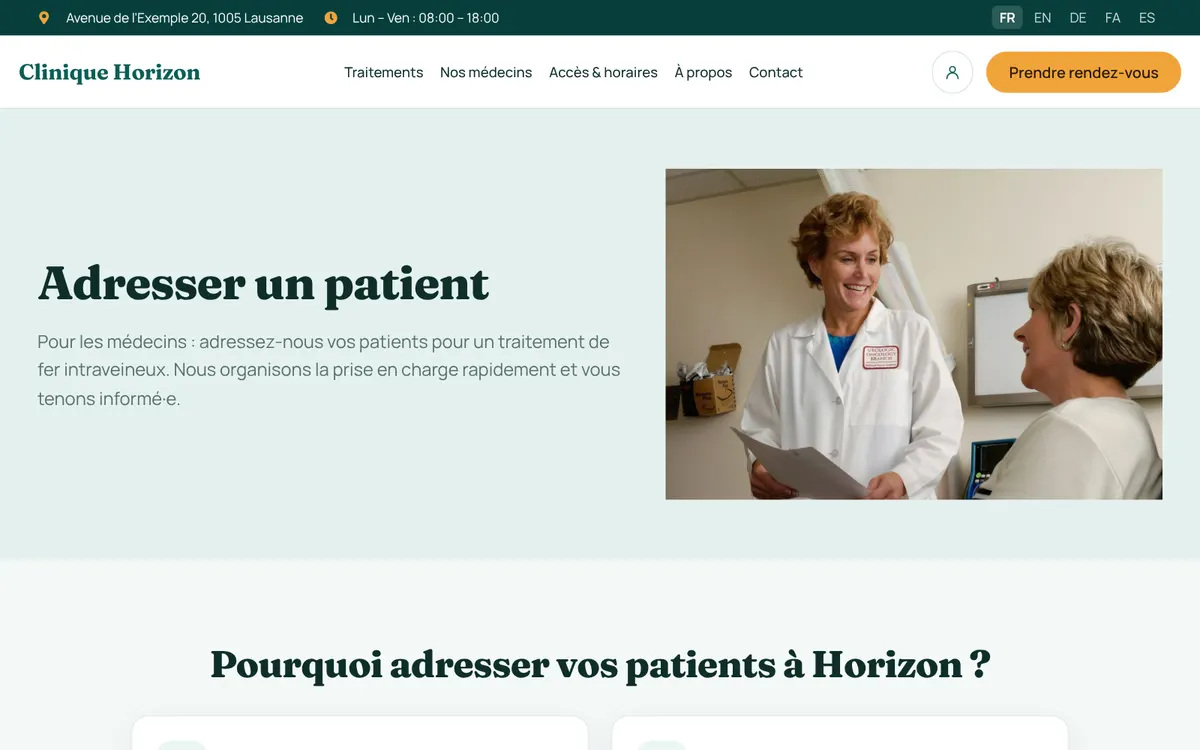 Avenue de l'Exemple 20, 1005 Lausanne
Lun – Ven : 08:00 – 18:00
FR EN DE FA ES
Clinique Horizon
Traitements Nos médecins Accès & horaires À propos Contact
Prendre rendez-vous
Adresser un patient
Pour les médecins : adressez-nous vos patients pour un traitement de
fer intraveineux. Nous organisons la prise en charge rapidement et vous
tenons informé·e.
UROLOGIC
ONCOLOGY
BRANCH
Pourquoi adresser vos patients à Horizon ?